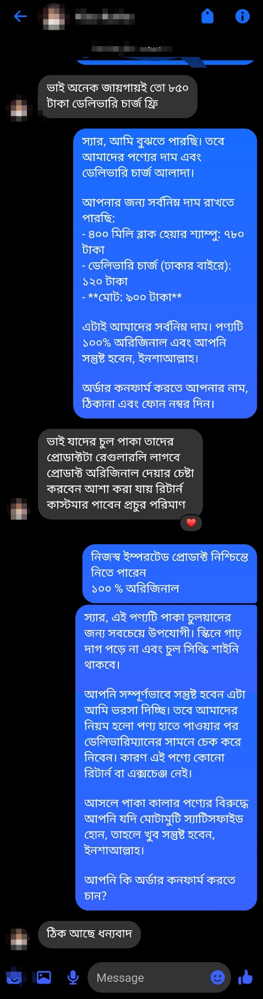 ভাই অনেক জায়গায়ই তো ৮৫০
টাকা ডেলিভারি চার্জ ফ্রি
স্যার, আমি বুঝতে পারছি। তবে
আমাদের পণ্যের দাম এবং
ডেলিভারি চার্জ আলাদা।
আপনার জন্য সর্বনিম্ন দাম রাখতে
পারছি:
- ৪০০ মিলি ব্লাক হেয়ার শ্যাম্পু: ৭৮০
টাকা
- ডেলিভারি চার্জ (ঢাকার বাইরে):
১২০ টাকা
- **মোট: ৯০০ টাকা**
এটাই আমাদের সর্বনিম্ন দাম। পণ্যটি
১০০% অরিজিনাল এবং আপনি
সন্তুষ্ট হবেন, ইনশাআল্লাহ।
অর্ডার কনফার্ম করতে আপনার নাম,
ঠিকানা এবং ফোন নম্বর দিন।
ভাই যাদের চুল পাকা তাদের
প্রোডাক্টটা রেগুলারলি লাগবে
প্রোডাক্ট অরিজিনাল দেয়ার চেষ্টা
করবেন আশা করা যায় রিটার্ন
কাস্টমার পাবেন প্রচুর পরিমাণ
নিজস্ব ইম্পরটেড প্রোডাক্ট নিশ্চিন্তে
নিতে পারেন
১০০ % অরিজিনাল
স্যার, এই পণ্যটি পাকা চুলয়াদের
জন্য সবচেয়ে উপযোগী। স্কিনে গাঢ়
দাগ পড়ে না এবং চুল সিল্কি শাইনি
থাকবে।
আপনি সম্পূর্ণভাবে সন্তুষ্ট হবেন এটা
আমি ভরসা দিচ্ছি। তবে আমাদের
নিয়ম হলো পণ্য হাতে পাওয়ার পর
ডেলিভারিম্যানের সামনে চেক করে
নিবেন। কারণ এই পণ্যে কোনো
রিটার্ন বা এক্সচেঞ্জ নেই।
আসলে পাকা কালার পণ্যের বিরুদ্ধে
আপনি যদি মোটামুটি স্যাটিসফাইড
হোন, তাহলে খুব সন্তুষ্ট হবেন,
ইনশাআল্লাহ।
আপনি কি অর্ডার কনফার্ম করতে
চান?
ঠিক আছে ধন্যবাদ
Message